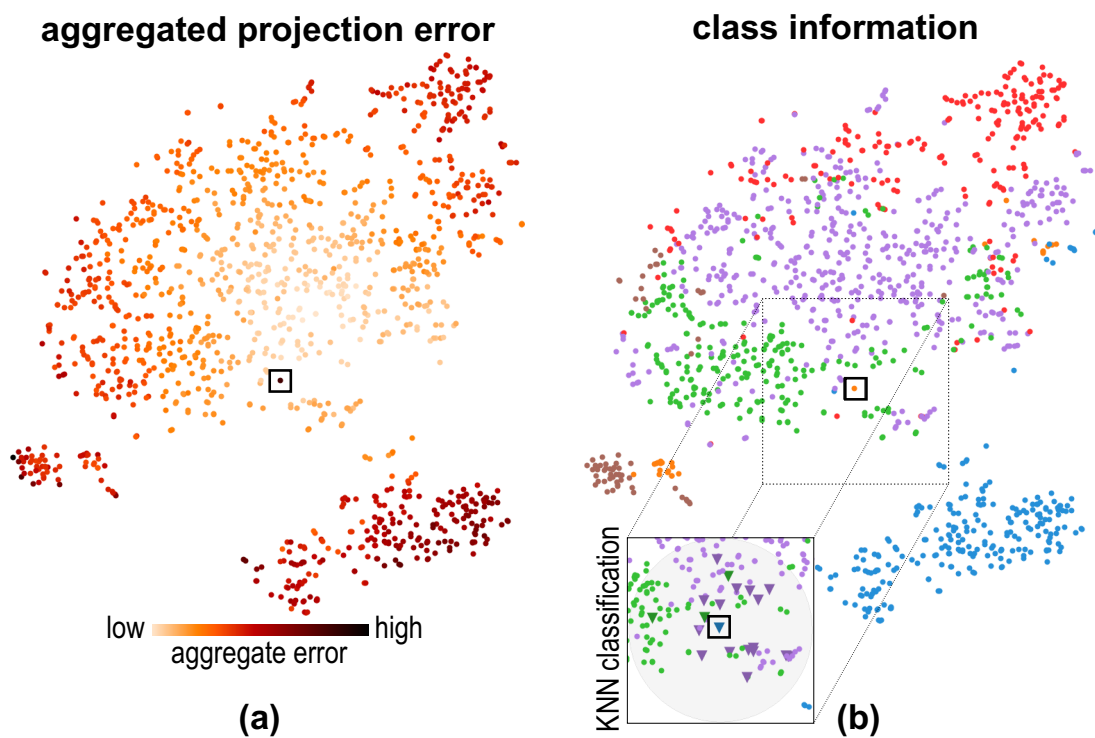 aggregated projection error
class information
KNN classification
low high
aggregate error
(a)
(b)